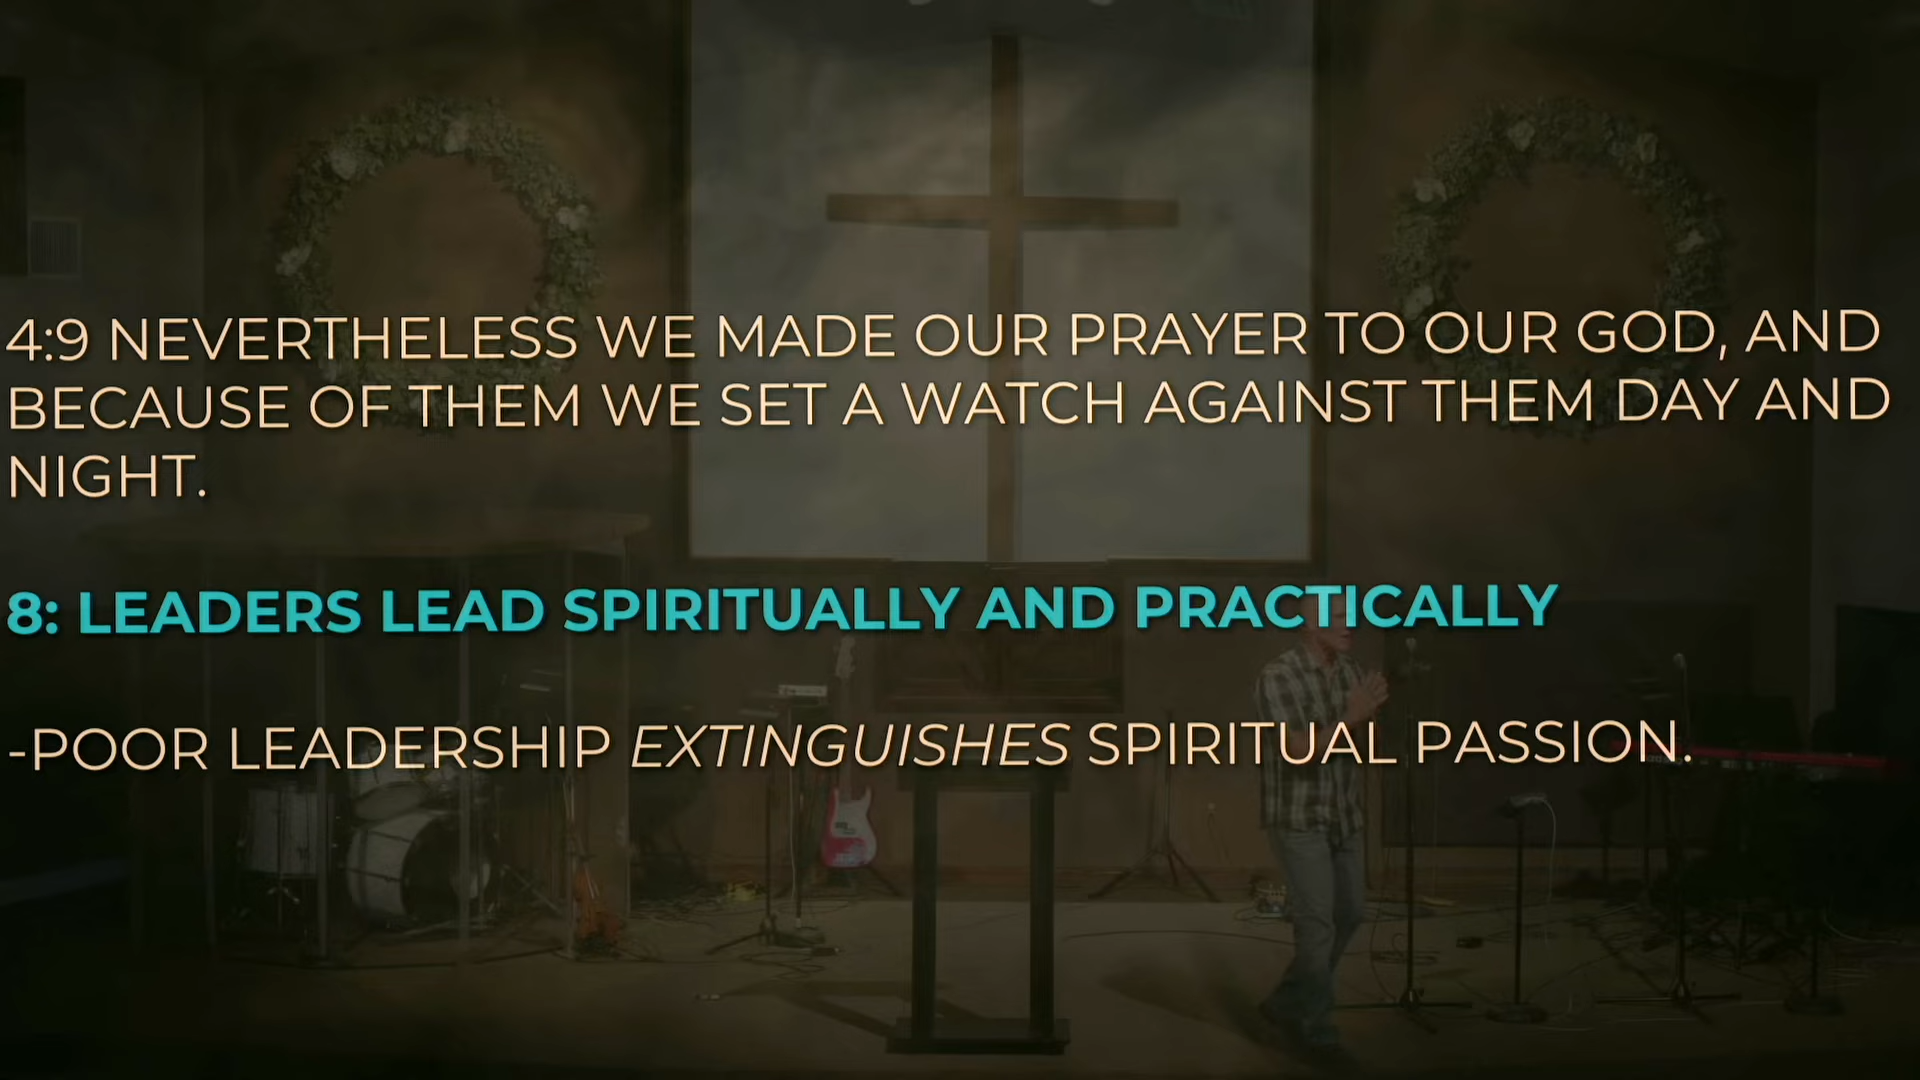 4:9 NEVERTHELESS WE MADE OUR PRAYER TO OUR GOD, AND
BECAUSE OF THEM WE SET A WATCH AGAINST THEM DAY AND
NIGHT.
8: LEADERS LEAD SPIRITUALLY AND PRACTICALLY
-POOR LEADERSHIP EXTINGUISHES SPIRITUAL PASSION.